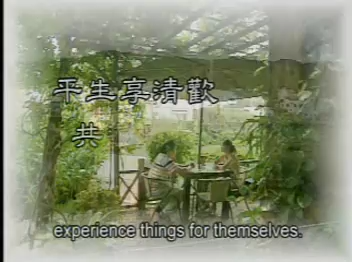 平生享清歡
共
experience things for themselves.